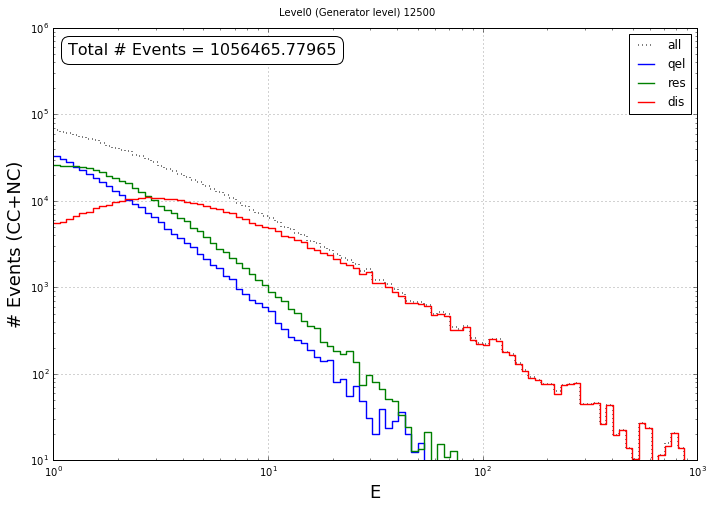 Level0 (Generator level) 12500
Total # Events = 1056465.77965
all
qel
res
dis
# Events (CC+NC)
10^6
10^5
10^4
10^3
10^2
10^1
10^0 10^1 10^2 10^3
E